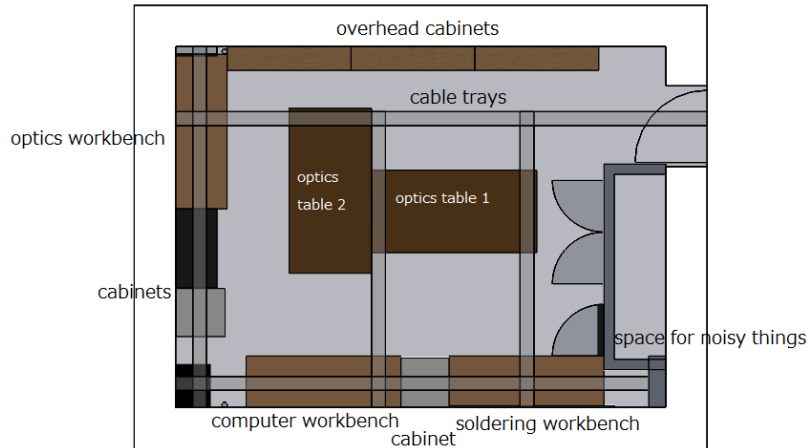 overhead cabinets
cable trays
optics workbench
optics
table 2
optics table 1
cabinets
space for noisy things
computer workbench
soldering workbench
cabinet